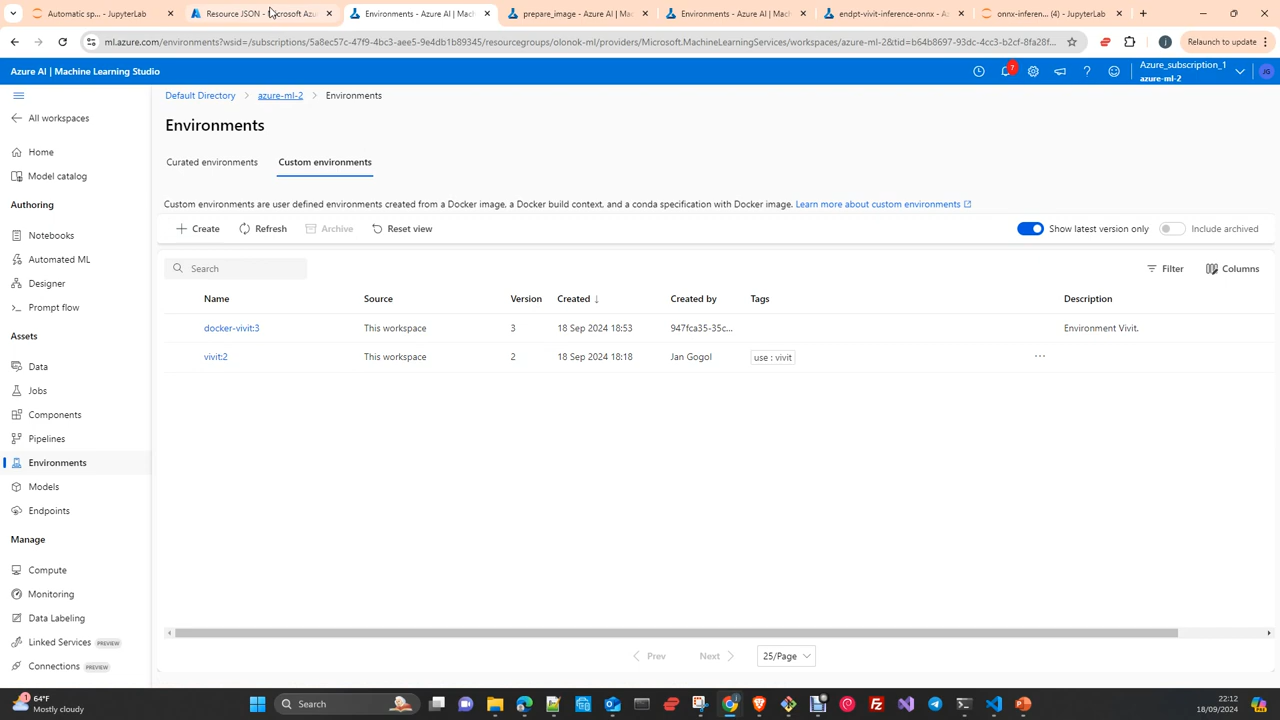 Automatic sp... - JupyterLab
Resource JSON - Microsoft Azu
Environments - Azure AI | Mach
prepare_image - Azure AI | Mac
Environments - Azure AI | Mach
endpt-vivit-inference-onnx - Az
onnx-inferen... (4) - JupyterLab
ml.azure.com/environments?wsid=/subscriptions/5a8ec57c-47f9-4bc3-aee5-9e4db1b89345/resourcegroups/olonok-ml/providers/Microsoft.MachineLearningServices/workspaces/azure-ml-2&tid=b64b8697-93dc-4cc3-b2cf-8fa28f...
Relaunch to update
Azure AI | Machine Learning Studio
7
Azure_subscription_1
azure-ml-2
JG
All workspaces
Home
Model catalog
Authoring
Notebooks
Automated ML
Designer
Prompt flow
Assets
Data
Jobs
Components
Pipelines
Environments
Models
Endpoints
Manage
Compute
Monitoring
Data Labeling
Linked Services PREVIEW
Connections PREVIEW
Default Directory > azure-ml-2 > Environments
Environments
Curated environments
Custom environments
Custom environments are user defined environments created from a Docker image, a Docker build context, and a conda specification with Docker image. Learn more about custom environments
Create
Refresh
Archive
Reset view
Show latest version only
Include archived
Search
Filter
Columns
Name Source Version Created ↓ Created by Tags Description
docker-vivit:3 This workspace 3 18 Sep 2024 18:53 947fca35-35c... Environment Vivit.
vivit:2 This workspace 2 18 Sep 2024 18:18 Jan Gogol use : vivit ...
Prev
Next
25/Page
1
64°F
Mostly cloudy
Search
22:12
18/09/2024